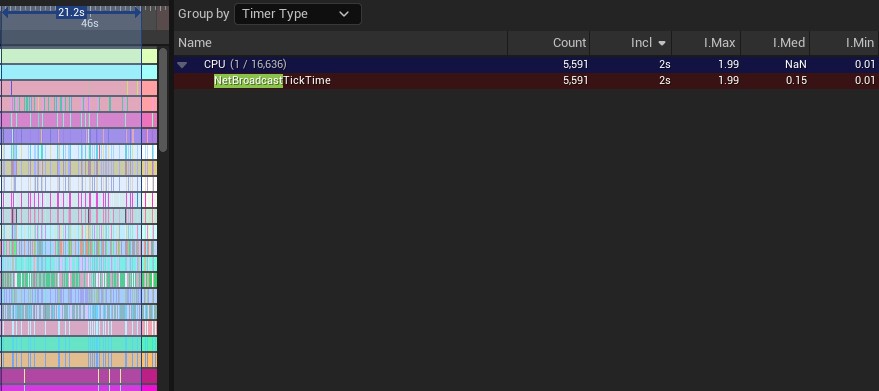 21.2s
46s
Group by Timer Type
Name Count Incl I.Max I.Med I.Min
CPU (1 / 16,636) 5,591 2s 1.99 NaN 0.01
NetBroadcastTickTime 5,591 2s 1.99 0.15 0.01